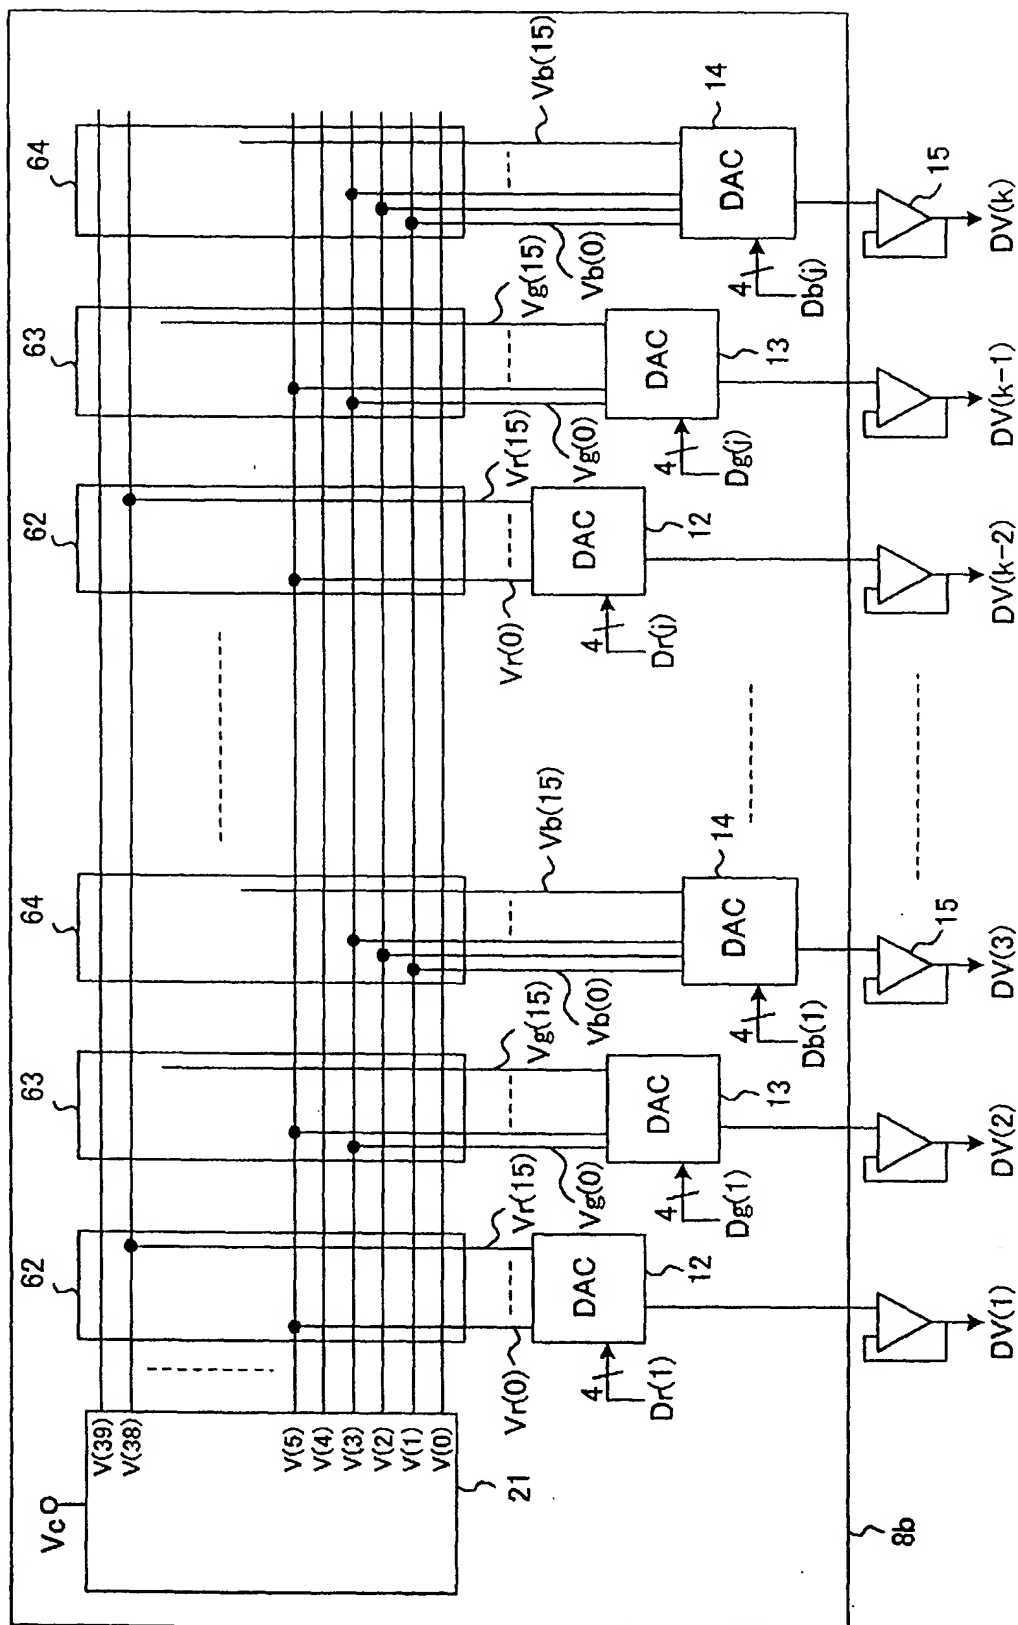 Vc
V(39)
V(38)
V(5)
V(4)
V(3)
V(2)
V(1)
V(0)
21
62
63
64
62
63
64
Vr(0)
Vr(15)
Vg(0)
Vg(15)
Vb(0)
Vb(15)
Vr(0)
Vr(15)
Vg(0)
Vg(15)
Vb(0)
Vb(15)
DAC
12
4
Dr(1)
DAC
13
4
Dg(1)
DAC
14
4
Db(1)
DAC
12
4
Dr(j)
DAC
13
4
Dg(j)
DAC
14
4
Db(j)
15
15
8b
DV(1)
DV(2)
DV(3)
DV(k-2)
DV(k-1)
DV(k)